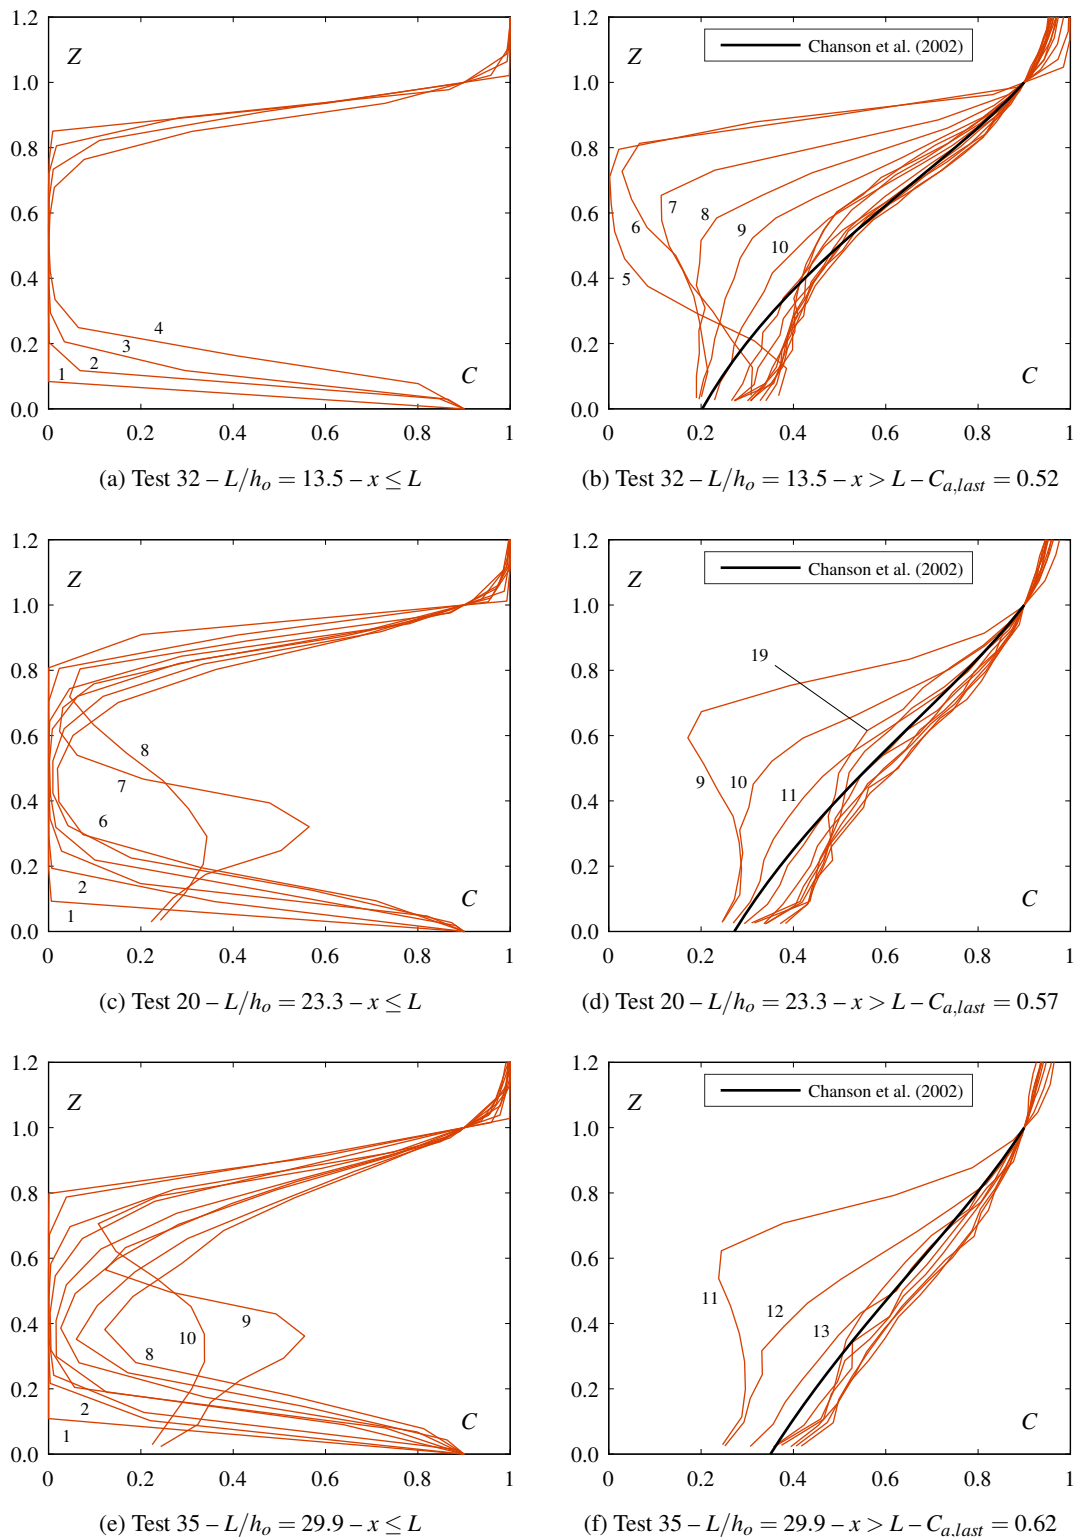 1.2
Z
1.0
0.8
0.6
0.4
4
3
0.2
2
1
C
0.0
0 0.2 0.4 0.6 0.8 1
(a) Test 32 – L/h_o = 13.5 – x ≤ L
1.2
Chanson et al. (2002)
Z
1.0
0.8
0.6
7
8
6
9
10
0.4
5
0.2
C
0.0
0 0.2 0.4 0.6 0.8 1
(b) Test 32 – L/h_o = 13.5 – x > L – C_{a,last} = 0.52
1.2
Z
1.0
0.8
0.6
8
7
0.4
6
0.2
2
C
1
0.0
0 0.2 0.4 0.6 0.8 1
(c) Test 20 – L/h_o = 23.3 – x ≤ L
1.2
Chanson et al. (2002)
Z
1.0
19
0.8
0.6
9
10
11
0.4
0.2
C
0.0
0 0.2 0.4 0.6 0.8 1
(d) Test 20 – L/h_o = 23.3 – x > L – C_{a,last} = 0.57
1.2
Z
1.0
0.8
0.6
0.4
9
10
8
0.2
2
1
C
0.0
0 0.2 0.4 0.6 0.8 1
(e) Test 35 – L/h_o = 29.9 – x ≤ L
1.2
Chanson et al. (2002)
Z
1.0
0.8
0.6
11
12
0.4
13
0.2
C
0.0
0 0.2 0.4 0.6 0.8 1
(f) Test 35 – L/h_o = 29.9 – x > L – C_{a,last} = 0.62